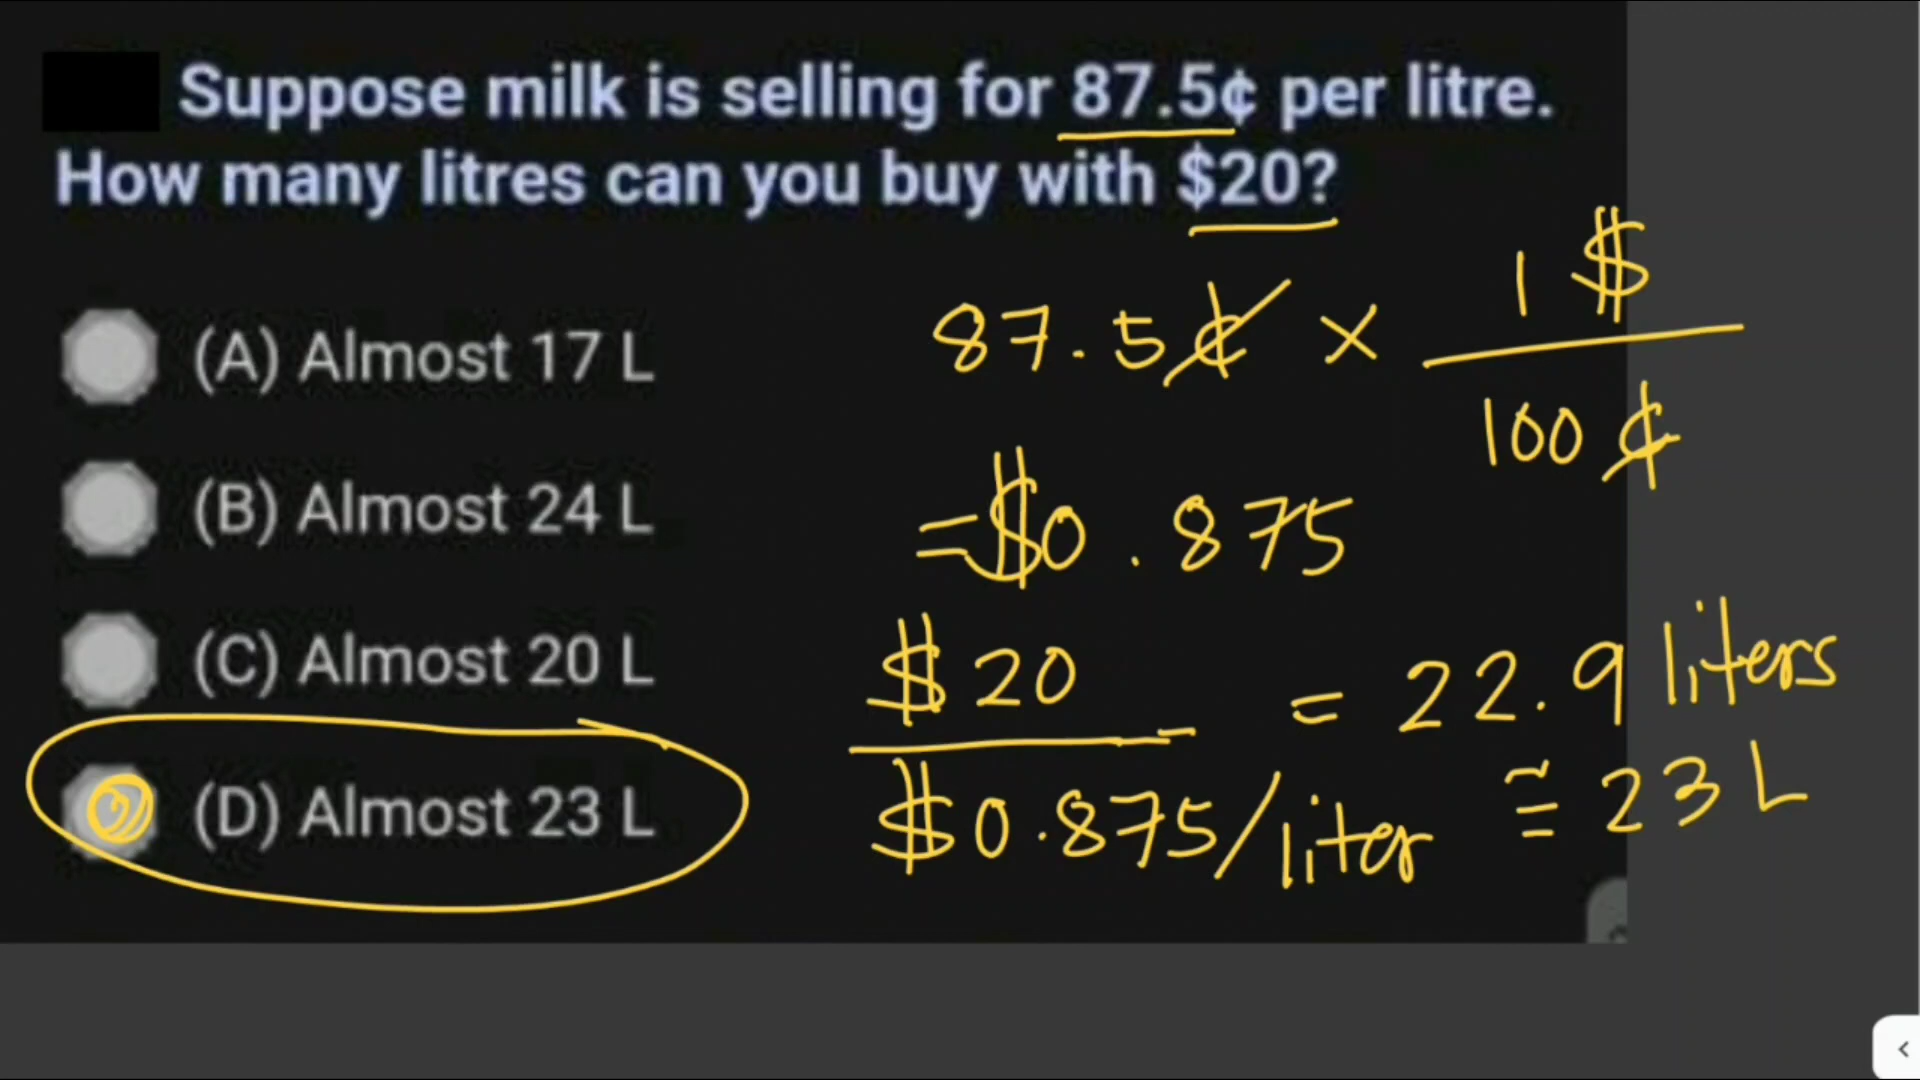 Suppose milk is selling for 87.5¢ per litre.
How many litres can you buy with $20?
(A) Almost 17 L
(B) Almost 24 L
(C) Almost 20 L
(D) Almost 23 L
87.5¢ × 1 $
100 ¢
=$0.875
$20
= 22.9 liters
$0.875/liter
≅ 23 L